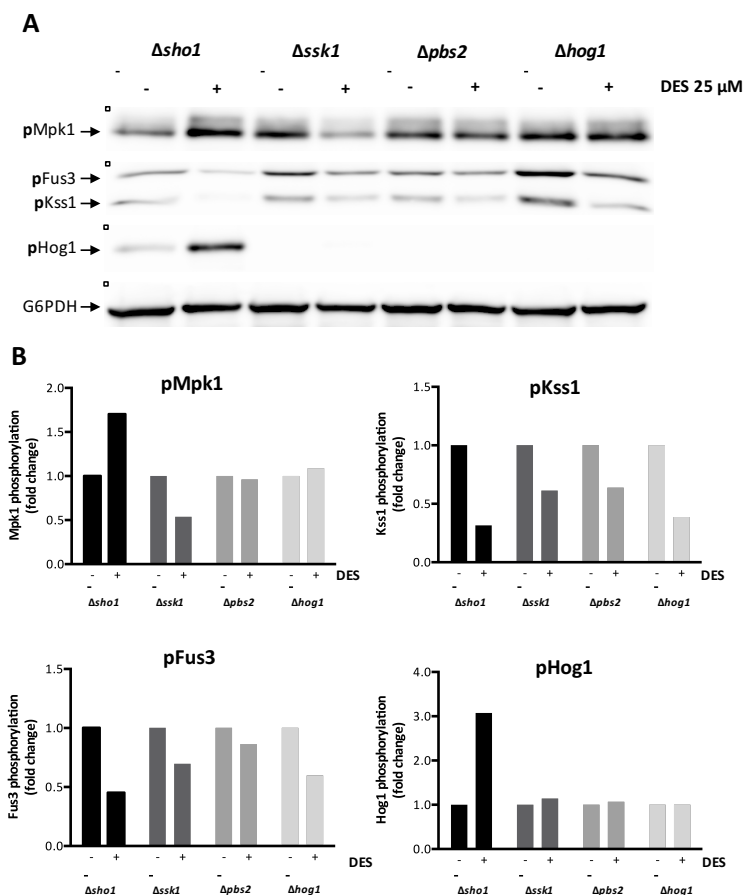 A
Δsho1 Δssk1 Δpbs2 Δhog1
- - - -
- + - + - + - + DES 25 µM
pMpk1
pFus3
pKss1
pHog1
G6PDH
B
pMpk1
2.0
1.5
1.0
0.5
0.0
Mpk1 phosphorylation
(fold change)
- + - + - + - + DES
- - - -
Δsho1 Δssk1 Δpbs2 Δhog1
pKss1
1.5
1.0
0.5
0.0
Kss1 phosphorylation
(fold change)
- + - + - + - + DES
- - - -
Δsho1 Δssk1 Δpbs2 Δhog1
pFus3
1.5
1.0
0.5
0.0
Fus3 phosphorylation
(fold change)
- + - + - + - + DES
- - - -
Δsho1 Δssk1 Δpbs2 Δhog1
pHog1
4.0
3.0
2.0
1.0
0.0
Hog1 phosphorylation
(fold change)
- + - + - + - + DES
- - - -
Δsho1 Δssk1 Δpbs2 Δhog1